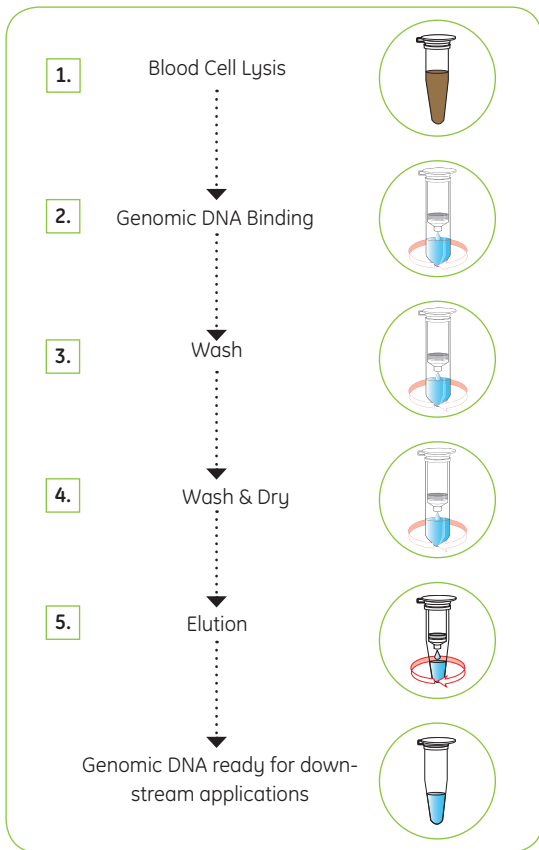 1. Blood Cell Lysis
2. Genomic DNA Binding
3. Wash
4. Wash & Dry
5. Elution
Genomic DNA ready for down-
stream applications